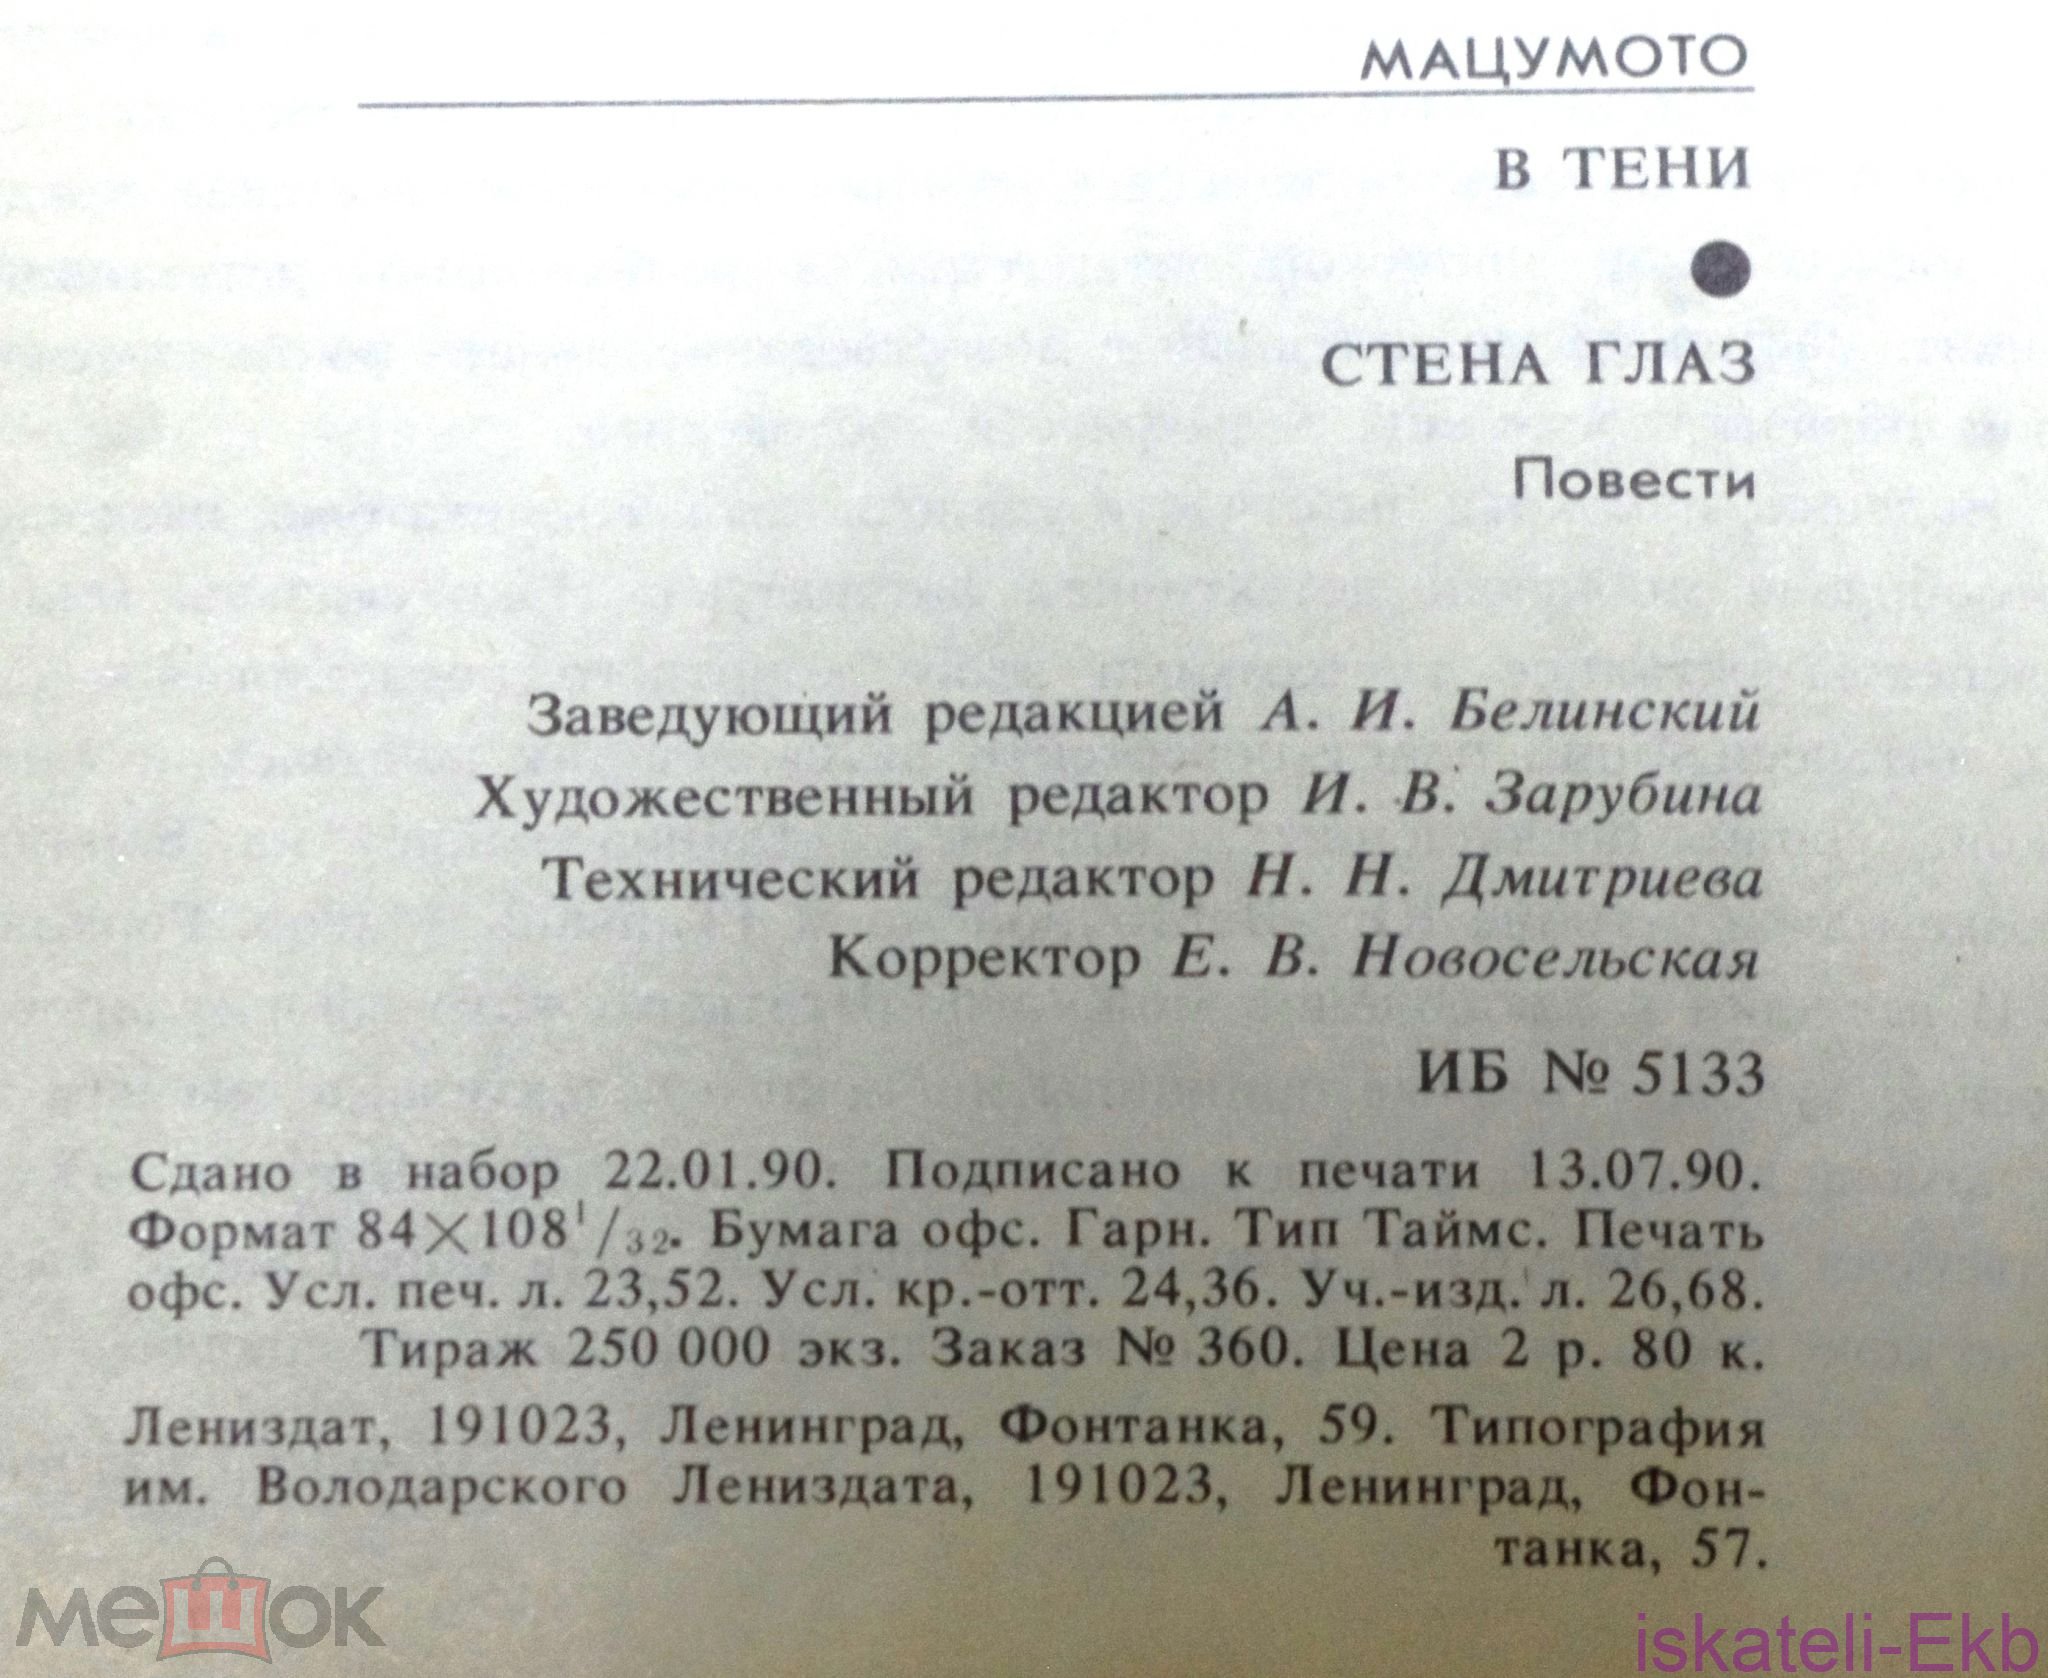 МАЦУМОТО
В ТЕНИ
●
СТЕНА ГЛАЗ
Повести
Заведующий редакцией А. И. Белинский
Художественный редактор И. В. Зарубина
Технический редактор Н. Н. Дмитриева
Корректор Е. В. Новосельская
ИБ № 5133
Сдано в набор 22.01.90. Подписано к печати 13.07.90.
Формат 84×108¹/₃₂. Бумага офс. Гарн. Тип Таймс. Печать
офс. Усл. печ. л. 23,52. Усл. кр.-отт. 24,36. Уч.-изд. л. 26,68.
Тираж 250 000 экз. Заказ № 360. Цена 2 р. 80 к.
Лениздат, 191023, Ленинград, Фонтанка, 59. Типография
им. Володарского Лениздата, 191023, Ленинград, Фон-
танка, 57.
мешок
iskateli-Ekb